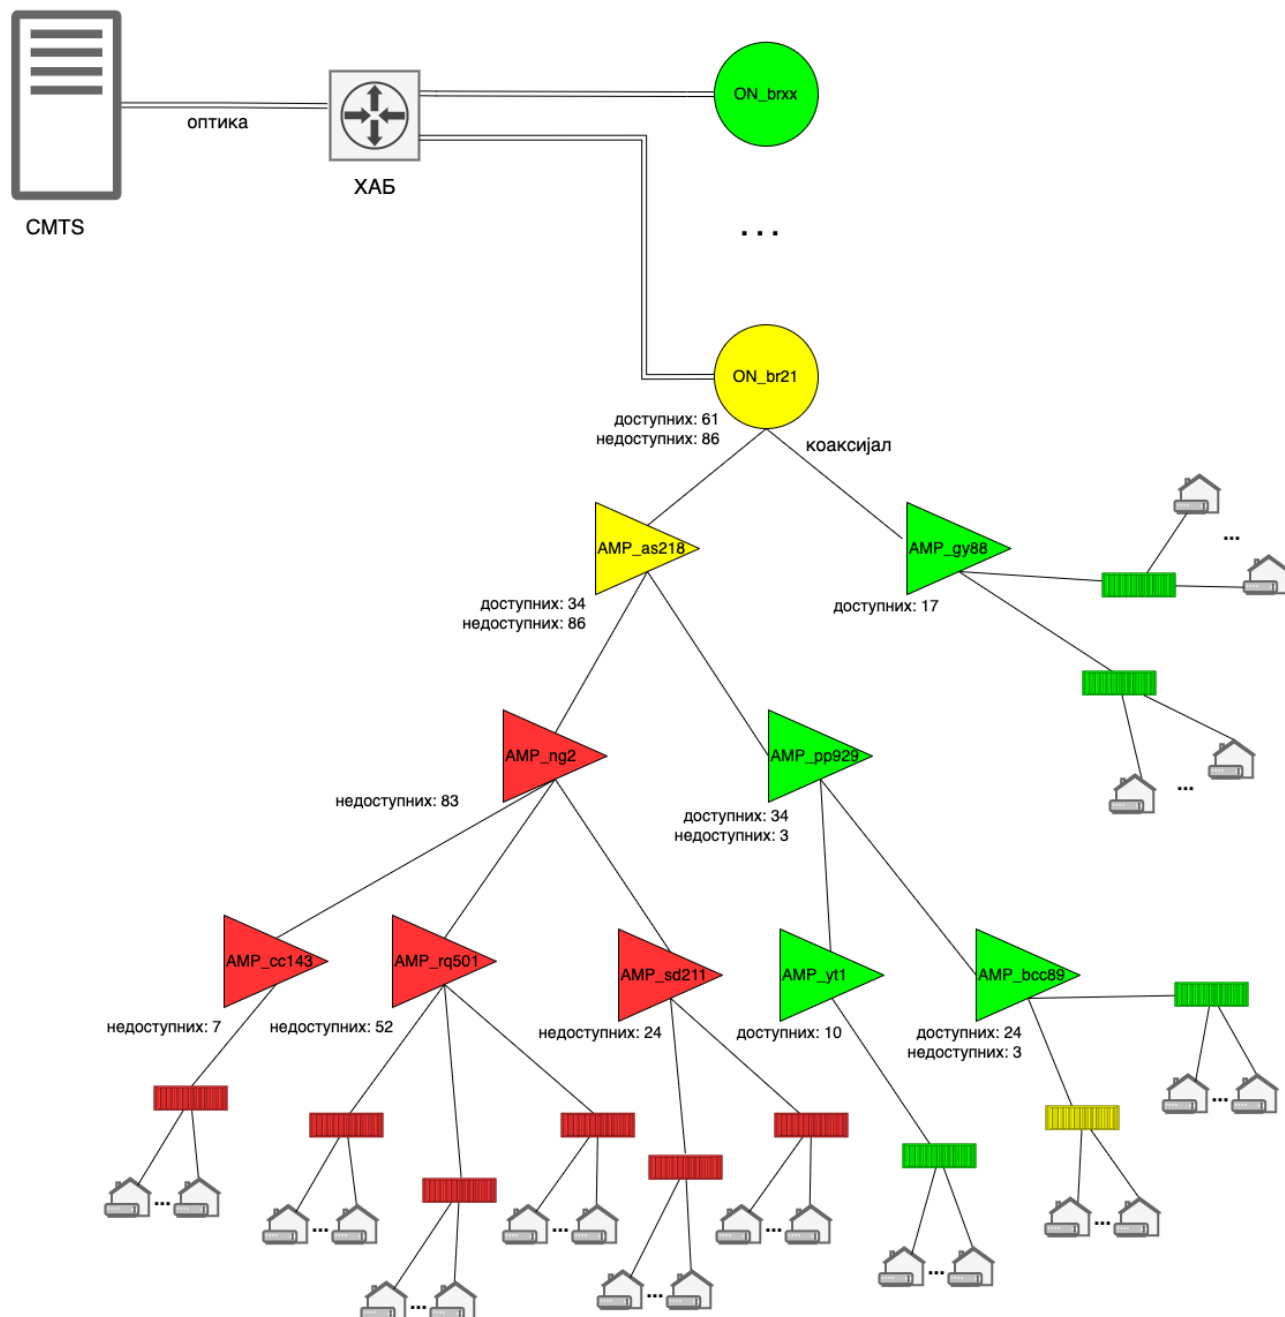 ON_brxx
оптика
ХАБ
CMTS
...
ON_br21
доступних: 61
недоступних: 86
коаксијал
AMP_as218
AMP_gy88
...
доступних: 34
недоступних: 86
доступних: 17
AMP_ng2
AMP_pp929
...
недоступних: 83
доступних: 34
недоступних: 3
AMP_cc143
AMP_rq501
AMP_sd211
AMP_yt1
AMP_bcc89
недоступних: 7
недоступних: 52
недоступних: 24
доступних: 10
доступних: 24
недоступних: 3
...
...
...
...
...
...
...
...
...